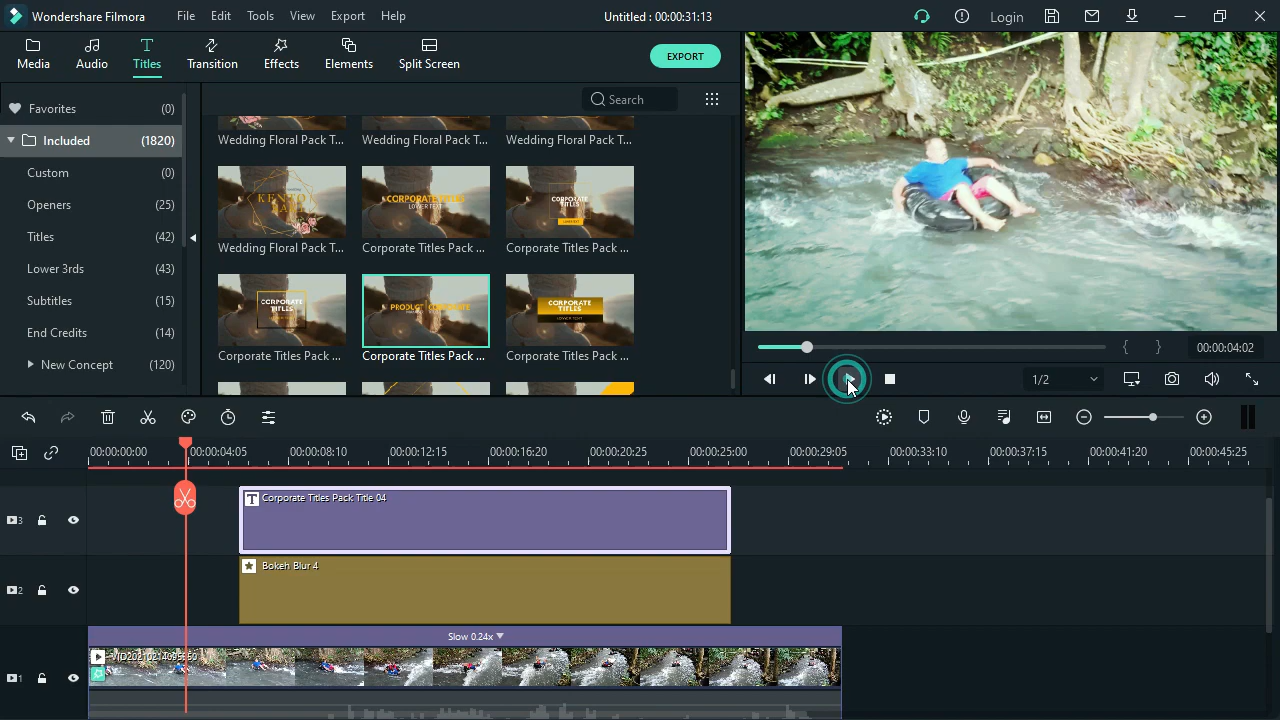 Wondershare Filmora
File
Edit
Tools
View
Export
Help
Untitled : 00:00:31:13
Login
Media
Audio
Titles
Transition
Effects
Elements
Split Screen
EXPORT
Favorites (0)
Included (1820)
Custom (0)
Openers (25)
Titles (42)
Lower 3rds (43)
Subtitles (15)
End Credits (14)
New Concept (120)
Search
Wedding Floral Pack T...
Wedding Floral Pack T...
Wedding Floral Pack T...
CORPORATE TITLES
LOWER TEXT
CORPORATE
TITLES
Wedding Floral Pack T...
Corporate Titles Pack ...
Corporate Titles Pack ...
CORPORATE
TITLES
PRODUCT CORPORATE
CORPORATE
TITLES
LOWER TEXT
Corporate Titles Pack ...
Corporate Titles Pack ...
Corporate Titles Pack ...
{ }
00:00:04:02
1/2
00:00:00:00
00:00:04:05
00:00:08:10
00:00:12:15
00:00:16:20
00:00:20:25
00:00:25:00
00:00:29:05
00:00:33:10
00:00:37:15
00:00:41:20
00:00:45:25
3
T Corporate Titles Pack Title 04
2
Bokeh Blur 4
Slow 0.24x
1